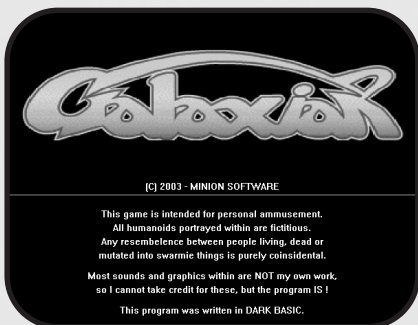 Galaxian
(C) 2003 - MINION SOFTWARE
This game is intended for personal ammusement.
All humanoids portrayed within are fictitious.
Any resembelence between people living, dead or
mutated into swarmie things is purely coinsidental.
Most sounds and graphics within are NOT my own work,
so I cannot take credit for these, but the program IS !
This program was written in DARK BASIC.